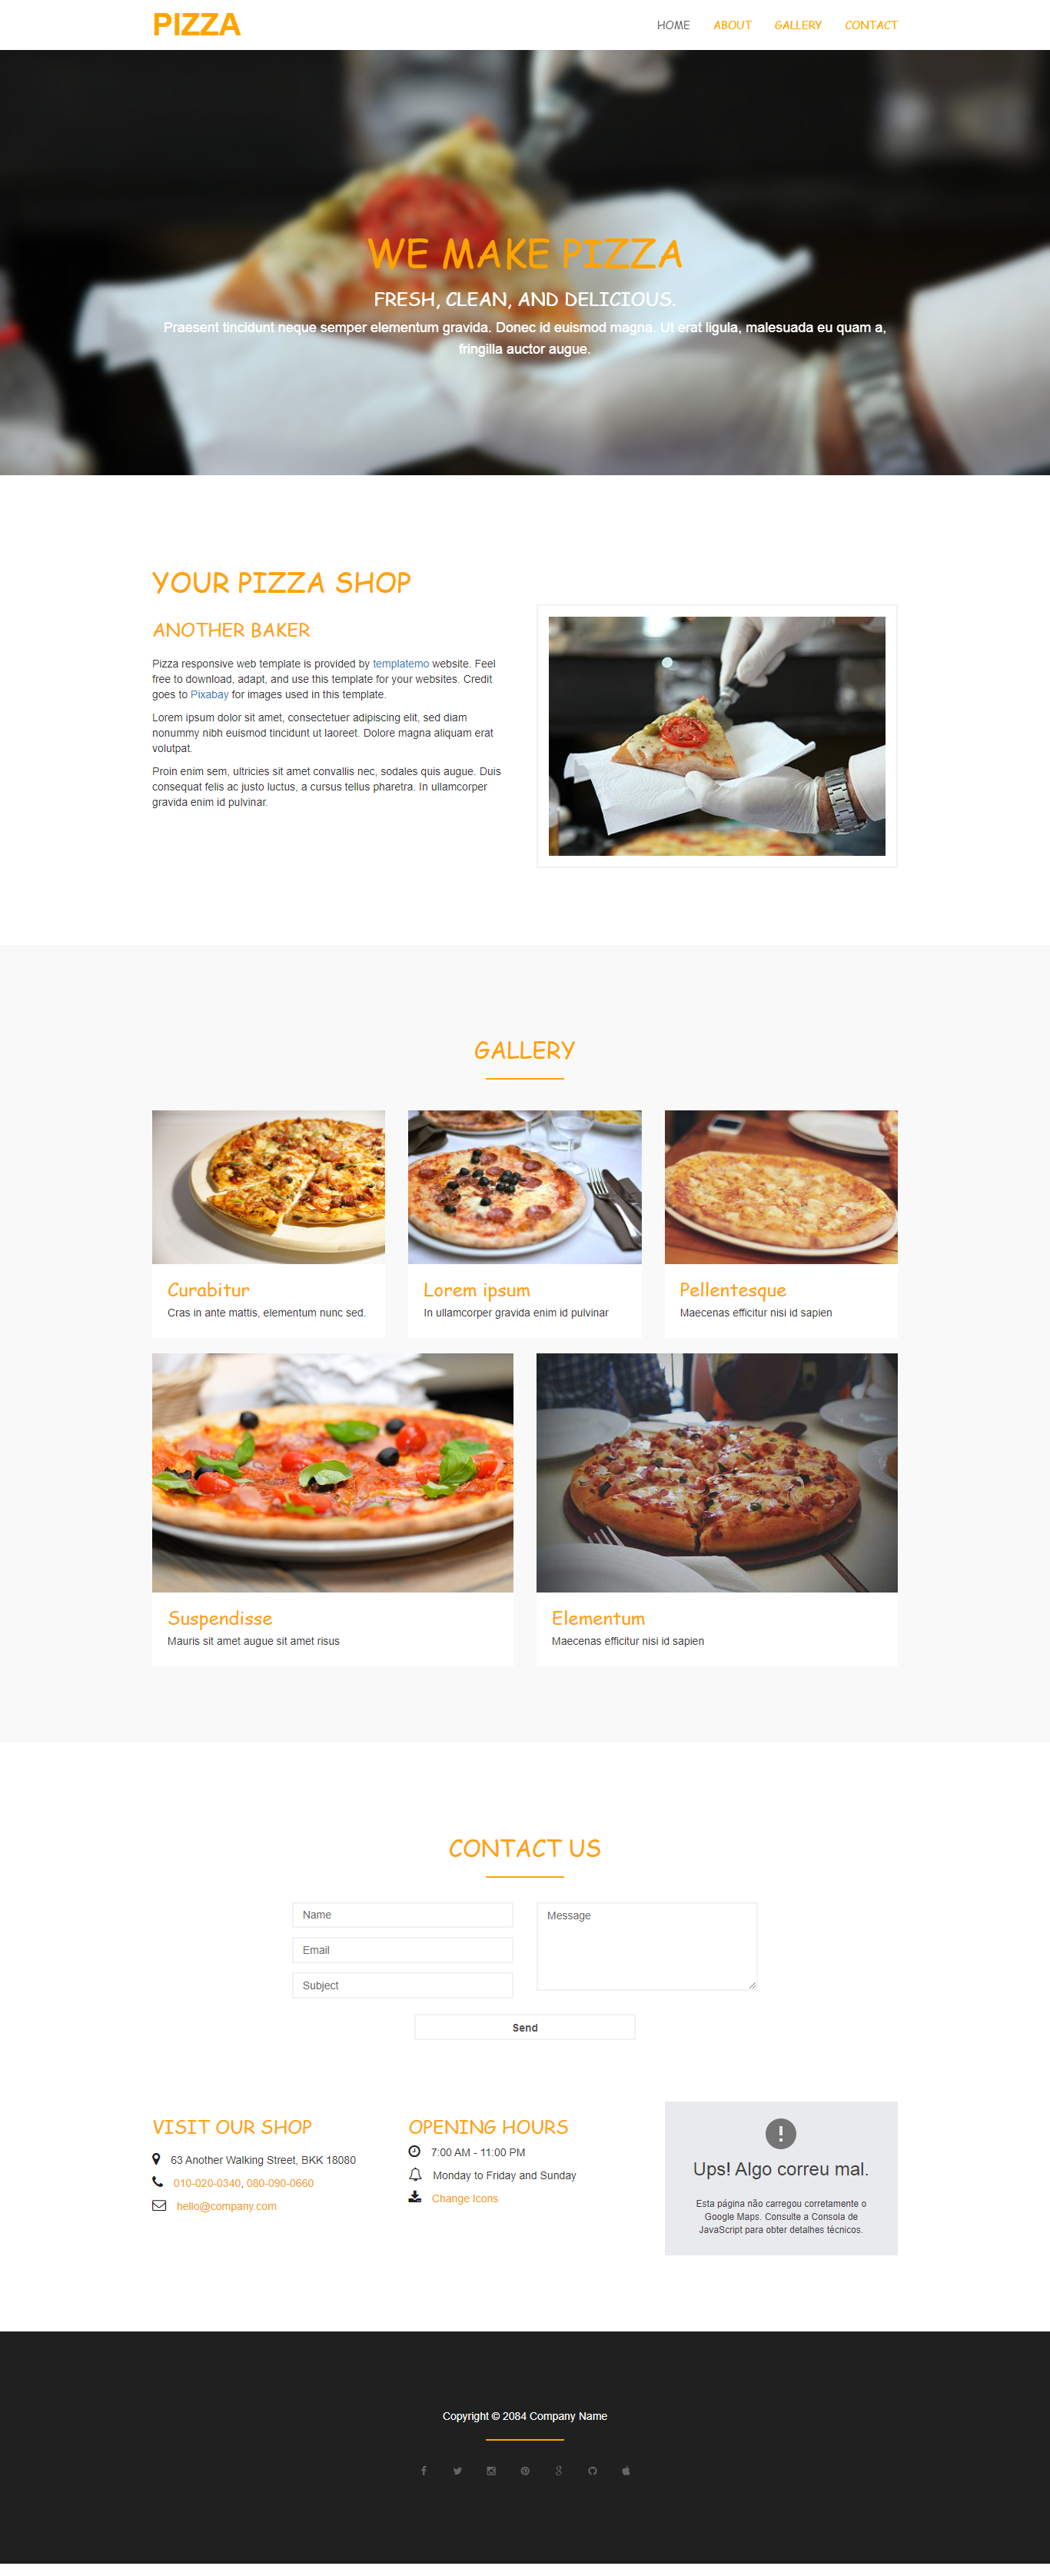 PIZZA
HOME ABOUT GALLERY CONTACT
WE MAKE PIZZA
FRESH, CLEAN, AND DELICIOUS.
Praesent tincidunt neque semper elementum gravida. Donec id euismod magna. Ut erat ligula, malesuada eu quam a,
fringilla auctor augue.
YOUR PIZZA SHOP
ANOTHER BAKER
Pizza responsive web template is provided by templatemo website. Feel
free to download, adapt, and use this template for your websites. Credit
goes to Pixabay for images used in this template.
Lorem ipsum dolor sit amet, consectetuer adipiscing elit, sed diam
nonummy nibh euismod tincidunt ut laoreet. Dolore magna aliquam erat
volutpat.
Proin enim sem, ultricies sit amet convallis nec, sodales quis augue. Duis
consequat felis ac justo luctus, a cursus tellus pharetra. In ullamcorper
gravida enim id pulvinar.
GALLERY
Curabitur
Cras in ante mattis, elementum nunc sed.
Lorem ipsum
In ullamcorper gravida enim id pulvinar
Pellentesque
Maecenas efficitur nisi id sapien
Suspendisse
Mauris sit amet augue sit amet risus
Elementum
Maecenas efficitur nisi id sapien
CONTACT US
Name
Email
Subject
Message
Send
VISIT OUR SHOP
63 Another Walking Street, BKK 18080
010-020-0340, 080-090-0660
hello@company.com
OPENING HOURS
7:00 AM - 11:00 PM
Monday to Friday and Sunday
Change Icons
Ups! Algo correu mal.
Esta página não carregou corretamente o
Google Maps. Consulte a Consola de
JavaScript para obter detalhes técnicos.
Copyright © 2084 Company Name